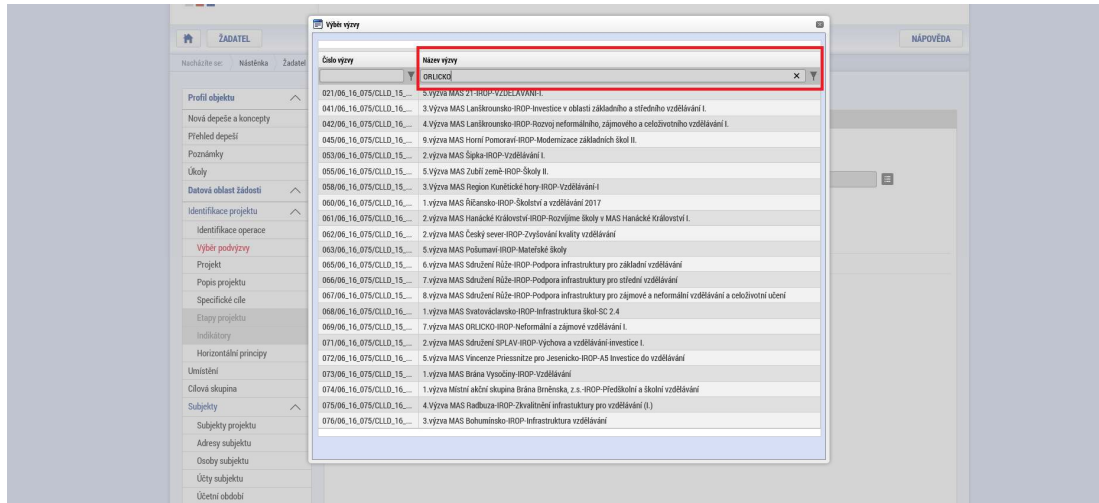 Výběr výzvy
ŽADATEL
NÁPOVĚDA
Nacházíte se: Nástěnka Žadatel
Číslo výzvy Název výzvy
ORLICKO
021/06_16_075/CLLD_15_... 5.výzva MAS 21-IROP-VZDĚLÁVÁNÍ-I.
041/06_16_075/CLLD_16_... 3.Výzva MAS Lanškrounsko-IROP-Investice v oblasti základního a středního vzdělávání I.
042/06_16_075/CLLD_16_... 4.Výzva MAS Lanškrounsko-IROP-Rozvoj neformálního, zájmového a celoživotního vzdělávání I.
045/06_16_075/CLLD_16_... 9.výzva MAS Horní Pomoraví-IROP-Modernizace základních škol II.
053/06_16_075/CLLD_16_... 2.výzva MAS Šipka-IROP-Vzdělávání I.
055/06_16_075/CLLD_16_... 5.Výzva MAS Zubří země-IROP-Školy II.
058/06_16_075/CLLD_16_... 3.Výzva MAS Region Kunětické hory-IROP-Vzdělávání-I
060/06_16_075/CLLD_16_... 1.výzva MAS Říčansko-IROP-Školství a vzdělávání 2017
061/06_16_075/CLLD_16_... 2.výzva MAS Hanácké Království-IROP-Rozvíjíme školy v MAS Hanácké Království I.
062/06_16_075/CLLD_16_... 2.výzva MAS Český sever-IROP-Zvyšování kvality vzdělávání
063/06_16_075/CLLD_15_... 5.výzva MAS Pošumaví-IROP-Mateřské školy
065/06_16_075/CLLD_15_... 6.výzva MAS Sdružení Růže-IROP-Podpora infrastruktury pro základní vzdělávání
066/06_16_075/CLLD_15_... 7.výzva MAS Sdružení Růže-IROP-Podpora infrastruktury pro střední vzdělávání
067/06_16_075/CLLD_15_... 8.výzva MAS Sdružení Růže-IROP-Podpora infrastruktury pro zájmové a neformální vzdělávání a celoživotní učení
068/06_16_075/CLLD_16_... 1.výzva MAS Svatováclavsko-IROP-Infrastruktura škol-SC 2.4
069/06_16_075/CLLD_15_... 7.výzva MAS ORLICKO-IROP-Neformální a zájmové vzdělávání I.
071/06_16_075/CLLD_15_... 2.výzva MAS Sdružení SPLAV-IROP-Výchova a vzdělávání-investice I.
072/06_16_075/CLLD_16_... 5.výzva MAS Vincenze Priessnitze pro Jesenicko-IROP-A5 Investice do vzdělávání
073/06_16_075/CLLD_15_... 1.výzva MAS Brána Vysočiny-IROP-Vzdělávání
074/06_16_075/CLLD_16_... 1.výzva Místní akční skupina Brána Brněnska, z.s.-IROP-Předškolní a školní vzdělávání
075/06_16_075/CLLD_16_... 4.Výzva MAS Radbuza-IROP-Zkvalitnění infrastuktury pro vzdělávání (I.)
076/06_16_075/CLLD_16_... 3.výzva MAS Bohumínsko-IROP-Infrastruktura vzdělávání
Profil objektu
Nová depeše a koncepty
Přehled depeší
Poznámky
Úkoly
Datová oblast žádosti
Identifikace projektu
Identifikace operace
Výběr podvýzvy
Projekt
Popis projektu
Specifické cíle
Etapy projektu
Indikátory
Horizontální principy
Umístění
Cílová skupina
Subjekty
Subjekty projektu
Adresy subjektu
Osoby subjektu
Účty subjektu
Účetní období